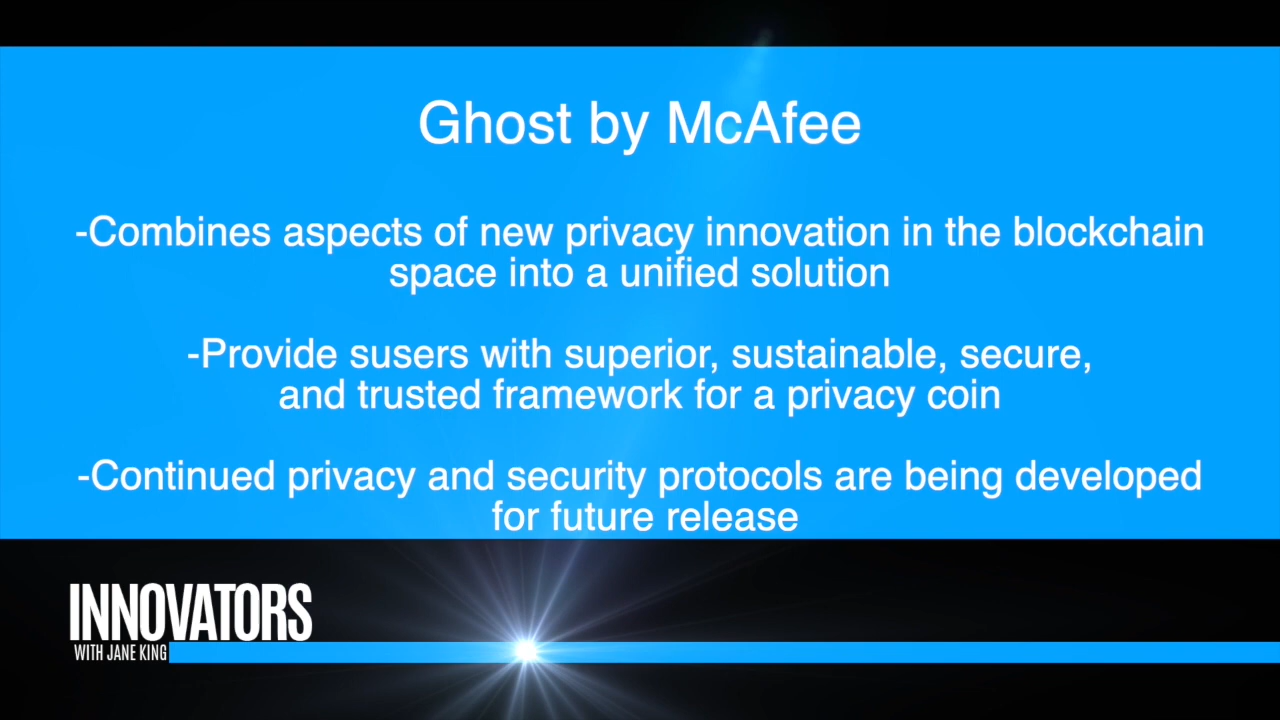 Ghost by McAfee
-Combines aspects of new privacy innovation in the blockchain
space into a unified solution
-Provide susers with superior, sustainable, secure,
and trusted framework for a privacy coin
-Continued privacy and security protocols are being developed
for future release
INNOVATORS
WITH JANE KING